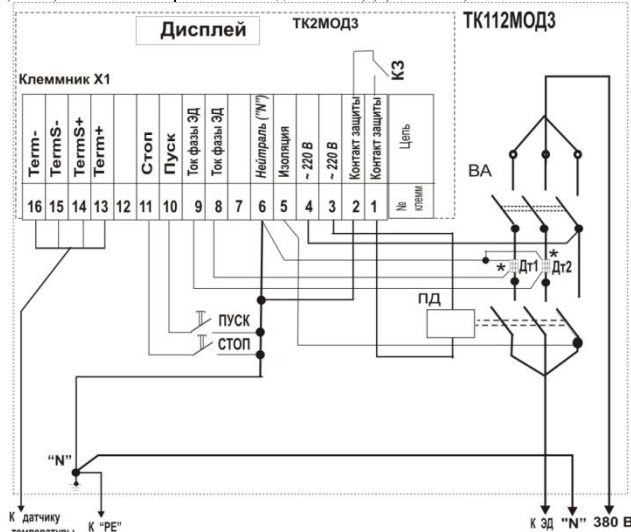 Дисплей
ТК2МОД3
ТК112МОД3
Клеммник X1
К3
Term-
TermS-
TermS+
Term+
Стоп
Пуск
Ток фазы ЭД
Ток фазы ЭД
Нейтраль ("N")
Изоляция
~ 220 В
~ 220 В
Контакт защиты
Контакт защиты
Цепь
16 15 14 13 12 11 10 9 8 7 6 5 4 3 2 1
№ клемм
ВА
* Дт1
* Дт2
ПД
ПУСК
СТОП
“N”
К датчику
температуры
К “PE”
К ЭД "N" 380 В